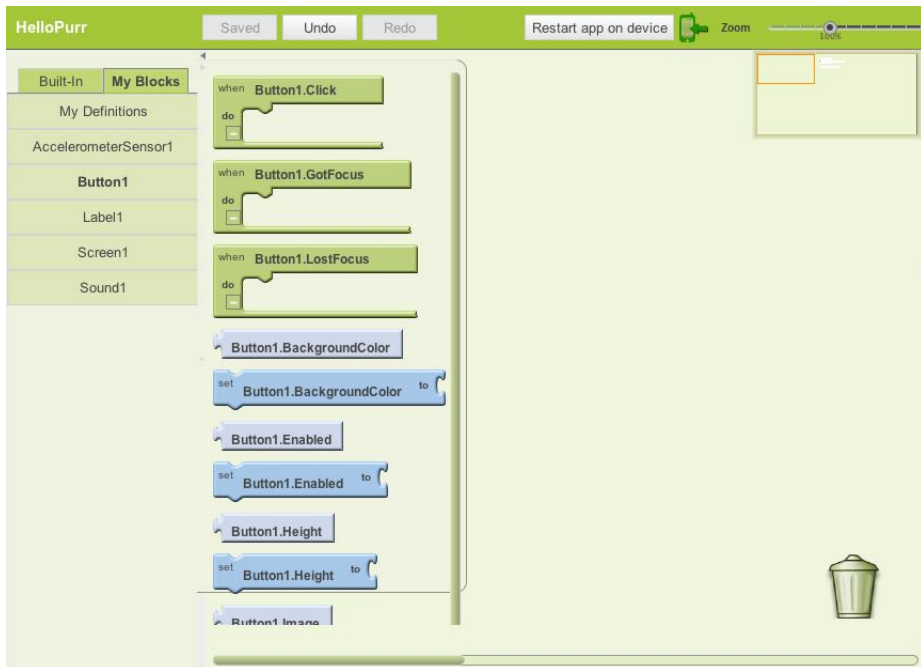 HelloPurr Saved Undo Redo Restart app on device Zoom
100%
Built-In My Blocks
My Definitions
AccelerometerSensor1
Button1
Label1
Screen1
Sound1
when Button1.Click
do
when Button1.GotFocus
do
when Button1.LostFocus
do
Button1.BackgroundColor
set Button1.BackgroundColor to
Button1.Enabled
set Button1.Enabled to
Button1.Height
set Button1.Height to
Button1.Image